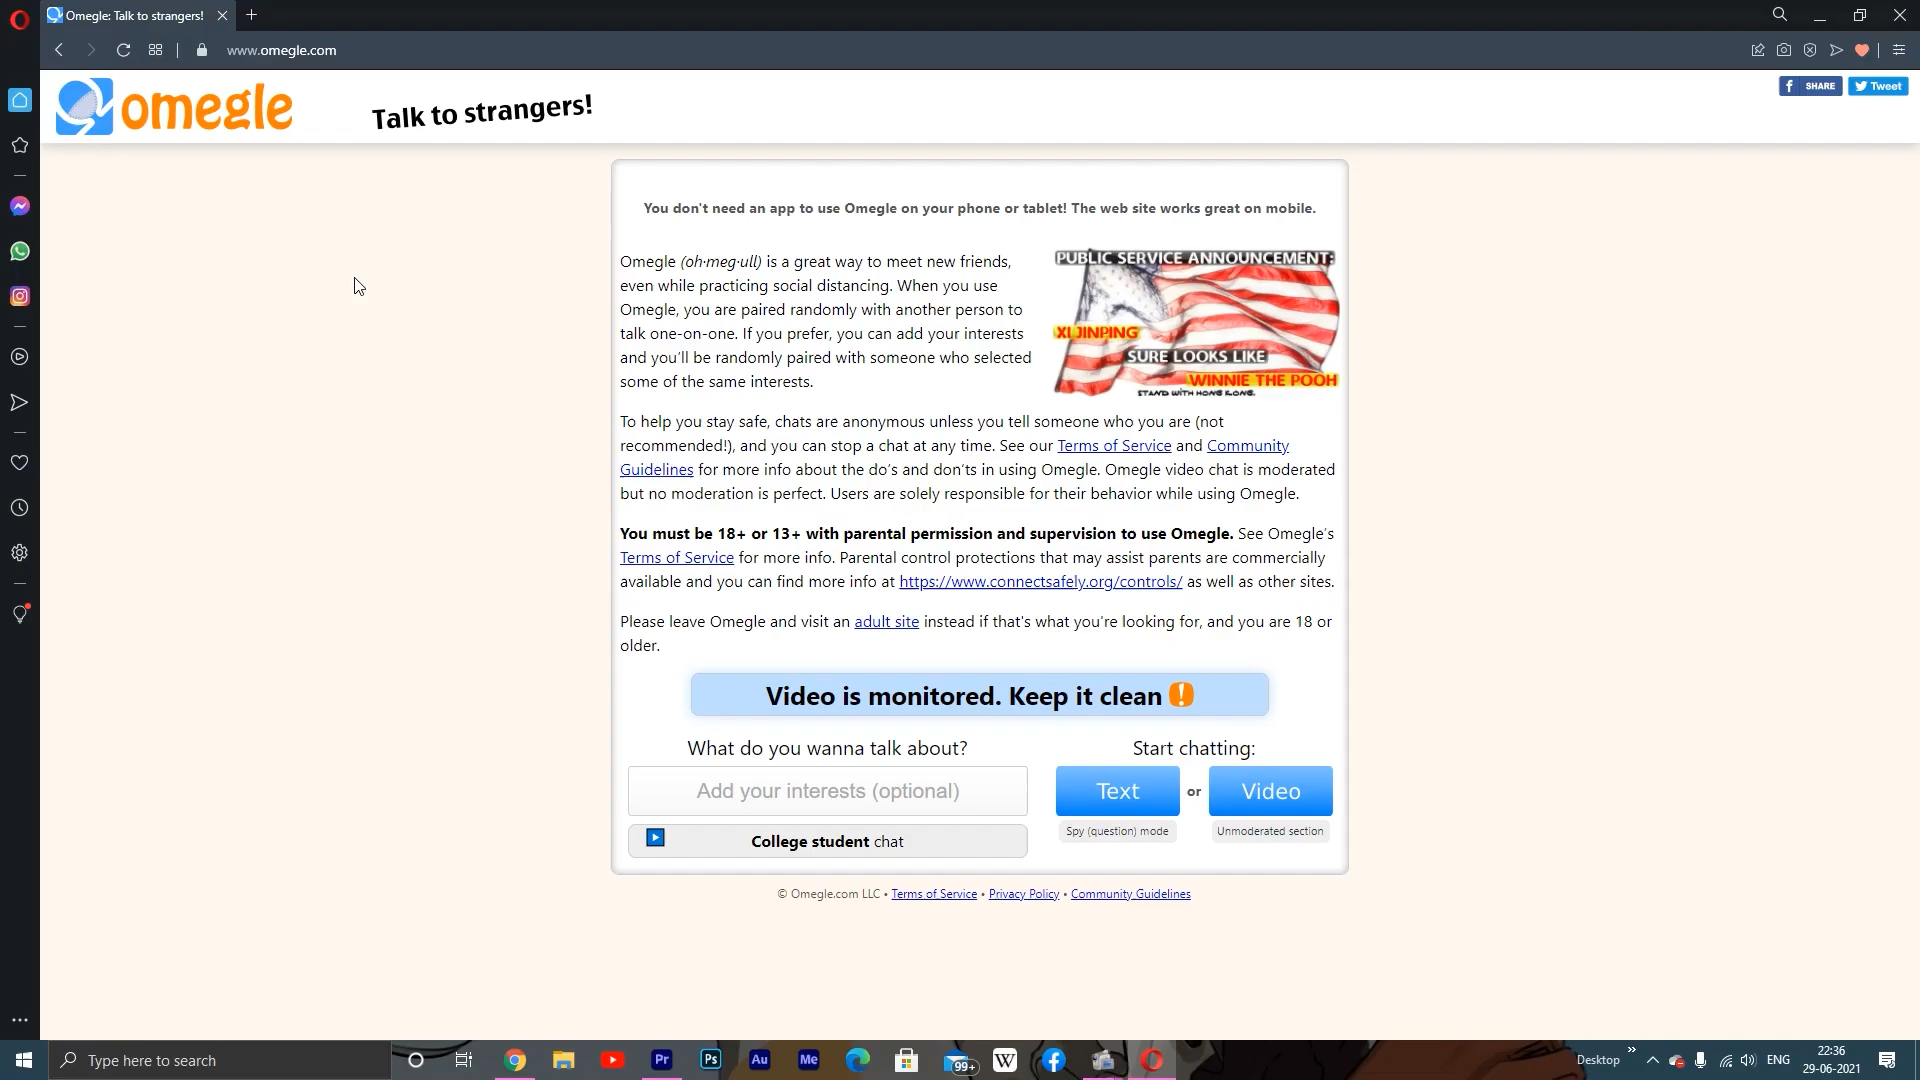 Omegle: Talk to strangers!
www.omegle.com
omegle
Talk to strangers!
SHARE
Tweet
You don't need an app to use Omegle on your phone or tablet! The web site works great on mobile.
Omegle (oh·meg·ull) is a great way to meet new friends,
even while practicing social distancing. When you use
Omegle, you are paired randomly with another person to
talk one-on-one. If you prefer, you can add your interests
and you’ll be randomly paired with someone who selected
some of the same interests.
PUBLIC SERVICE ANNOUNCEMENT:
XI JINPING
SURE LOOKS LIKE
WINNIE THE POOH
STAND WITH HONG KONG.
To help you stay safe, chats are anonymous unless you tell someone who you are (not
recommended!), and you can stop a chat at any time. See our Terms of Service and Community
Guidelines for more info about the do’s and don’ts in using Omegle. Omegle video chat is moderated
but no moderation is perfect. Users are solely responsible for their behavior while using Omegle.
You must be 18+ or 13+ with parental permission and supervision to use Omegle. See Omegle’s
Terms of Service for more info. Parental control protections that may assist parents are commercially
available and you can find more info at https://www.connectsafely.org/controls/ as well as other sites.
Please leave Omegle and visit an adult site instead if that's what you're looking for, and you are 18 or
older.
Video is monitored. Keep it clean !
What do you wanna talk about?
Start chatting:
Add your interests (optional)
Text or Video
Spy (question) mode
Unmoderated section
College student chat
© Omegle.com LLC • Terms of Service • Privacy Policy • Community Guidelines
Type here to search
Pr
Ps
Au
Me
99+
W
Desktop
ENG
22:36
29-06-2021